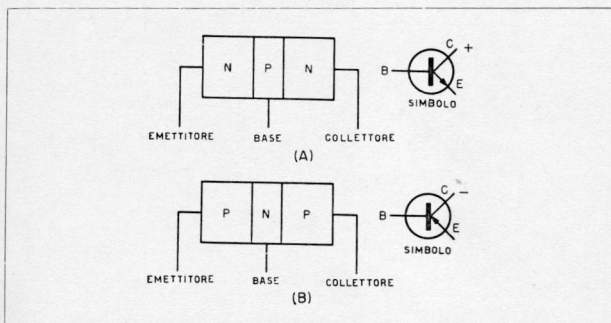 N P N
C +
B
E
SIMBOLO
EMETTITORE BASE COLLETTORE
(A)
P N P
C −
B
E
SIMBOLO
EMETTITORE BASE COLLETTORE
(B)